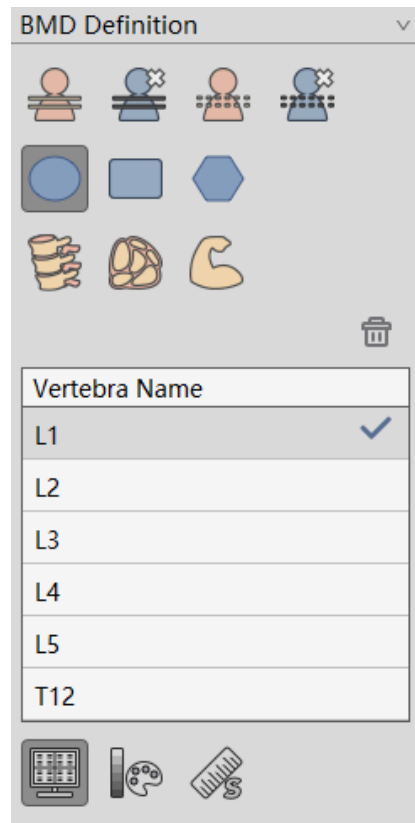 BMD Definition
Vertebra Name
L1
L2
L3
L4
L5
T12
S